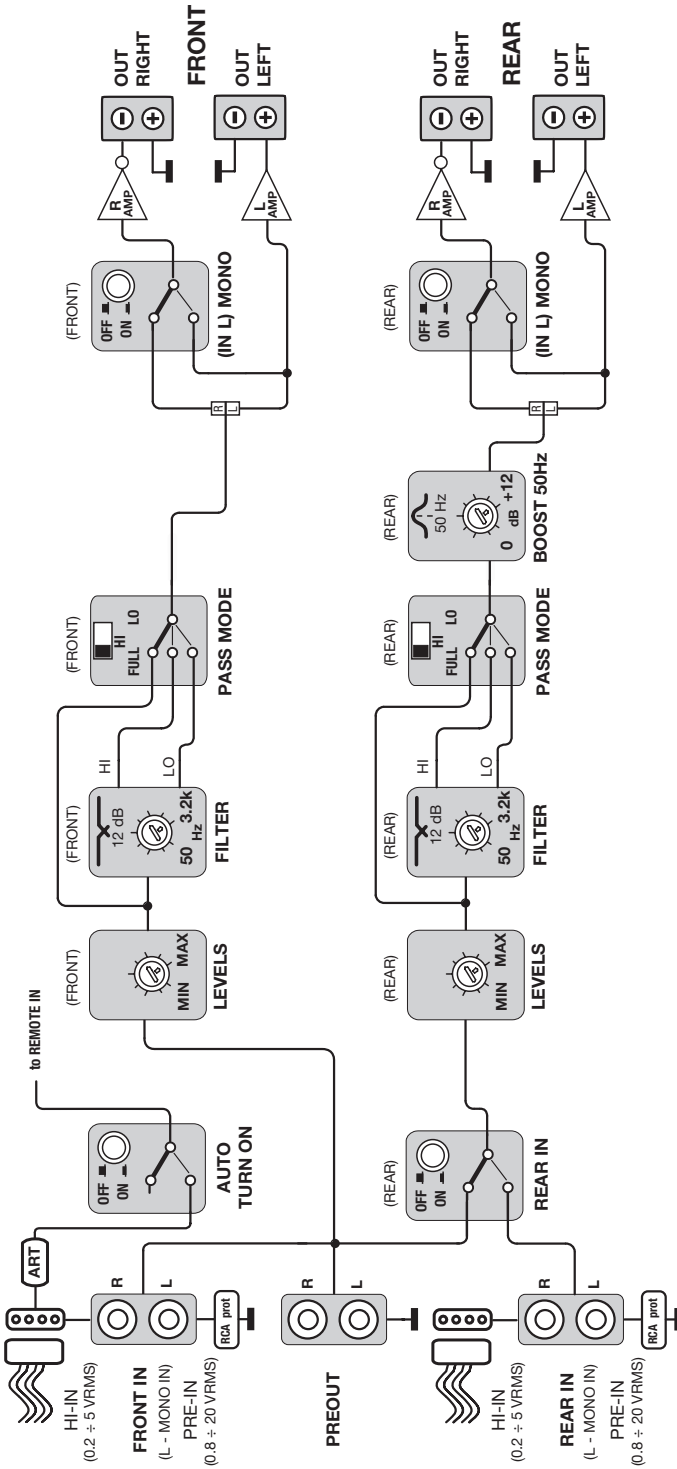 HI-IN
(0.2 ÷ 5 VRMS)
FRONT IN
(L - MONO IN)
PRE-IN
(0.8 ÷ 20 VRMS)
R
L
RCA prot
ART
to REMOTE IN
OFF
ON
AUTO
TURN ON
(FRONT)
MIN
MAX
LEVELS
(FRONT)
12 dB
50
Hz
3.2k
FILTER
HI
LO
(FRONT)
FULL
HI
LO
PASS MODE
R
L
(FRONT)
OFF
ON
(IN L) MONO
R
AMP
L
AMP
OUT
RIGHT
FRONT
OUT
LEFT
PREOUT
R
L
HI-IN
(0.2 ÷ 5 VRMS)
REAR IN
(L - MONO IN)
PRE-IN
(0.8 ÷ 20 VRMS)
R
L
RCA prot
(REAR)
OFF
ON
REAR IN
(REAR)
MIN
MAX
LEVELS
(REAR)
12 dB
50
Hz
3.2k
FILTER
HI
LO
(REAR)
FULL
HI
LO
PASS MODE
(REAR)
50 Hz
0
dB
+12
BOOST 50Hz
R
L
(REAR)
OFF
ON
(IN L) MONO
R
AMP
L
AMP
OUT
RIGHT
REAR
OUT
LEFT